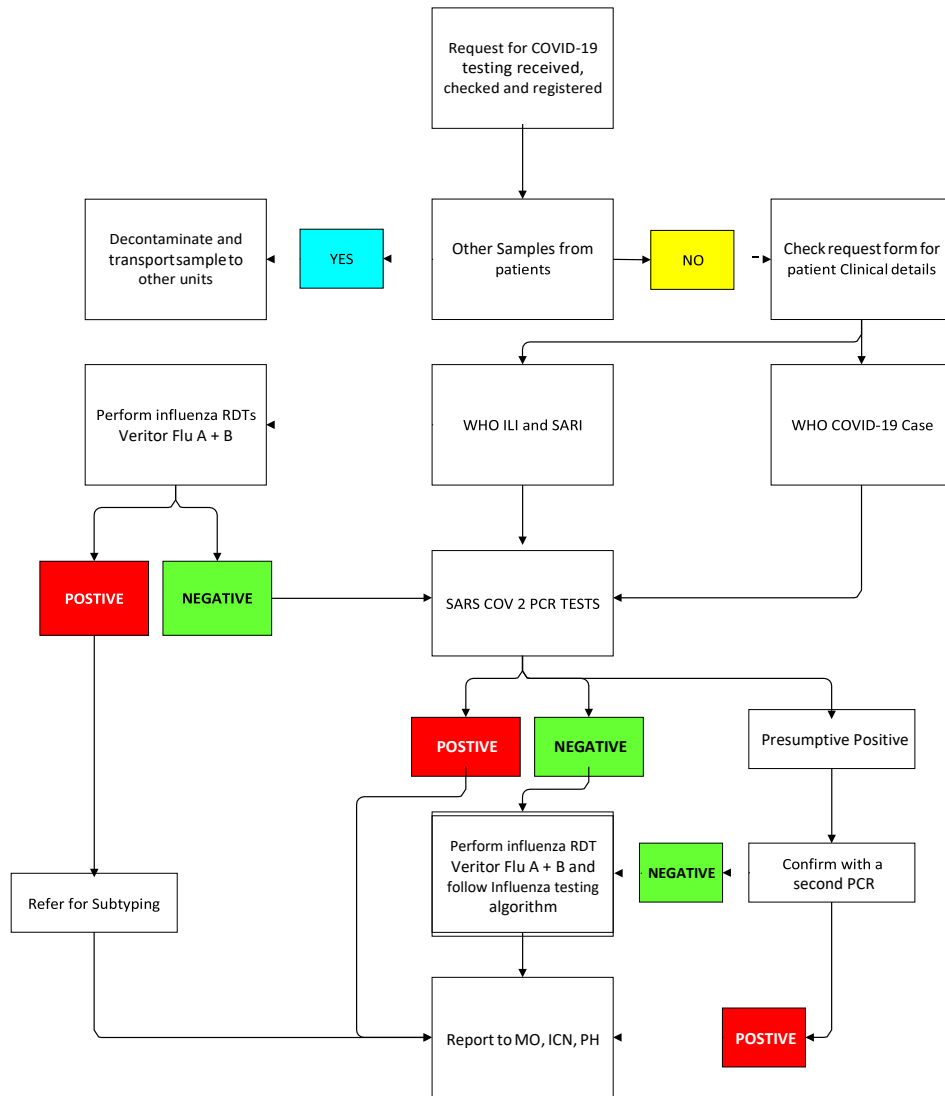 Request for COVID-19
testing received,
checked and registered
Decontaminate and
transport sample to
other units
YES
Other Samples from
patients
NO
Check request form for
patient Clinical details
Perform influenza RDTs
Veritor Flu A + B
WHO ILI and SARI
WHO COVID-19 Case
POSTIVE
NEGATIVE
SARS COV 2 PCR TESTS
POSTIVE
NEGATIVE
Presumptive Positive
Perform influenza RDT
Veritor Flu A + B and
follow Influenza testing
algorithm
NEGATIVE
Confirm with a
second PCR
Refer for Subtyping
Report to MO, ICN, PH
POSTIVE